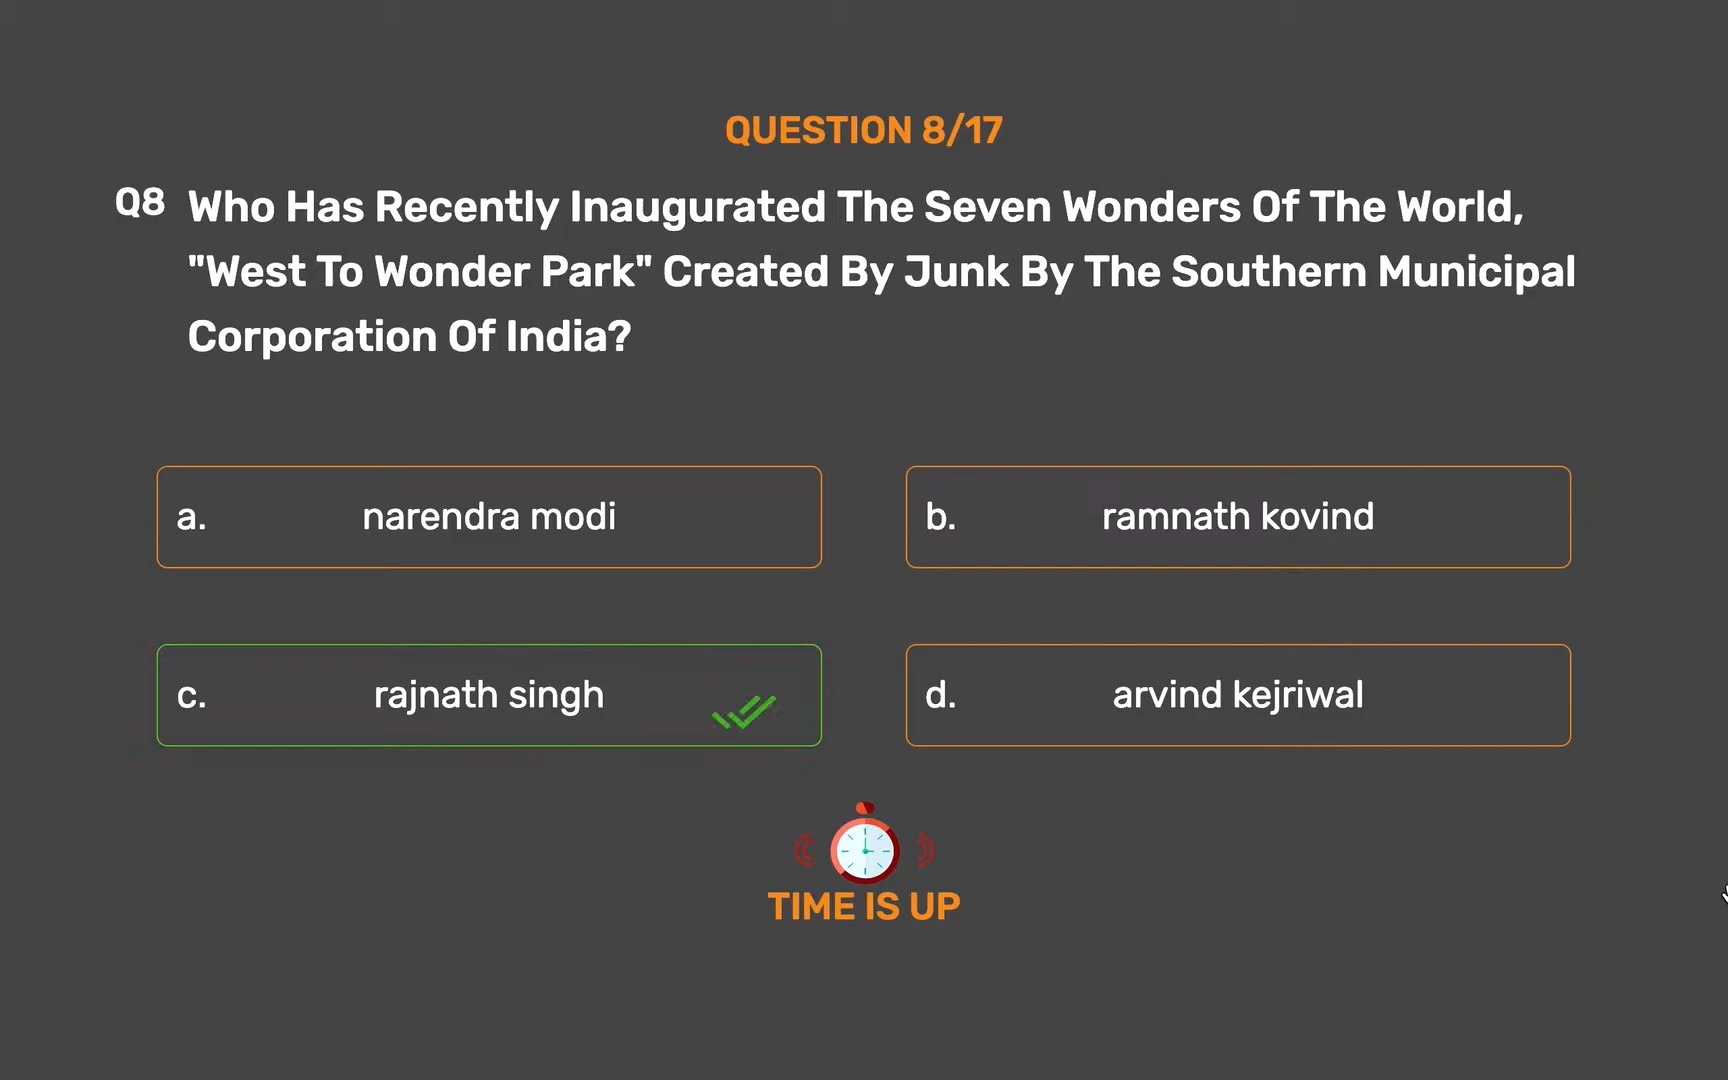 QUESTION 8/17
Q8 Who Has Recently Inaugurated The Seven Wonders Of The World,
"West To Wonder Park" Created By Junk By The Southern Municipal
Corporation Of India?
a. narendra modi
b. ramnath kovind
c. rajnath singh
d. arvind kejriwal
TIME IS UP